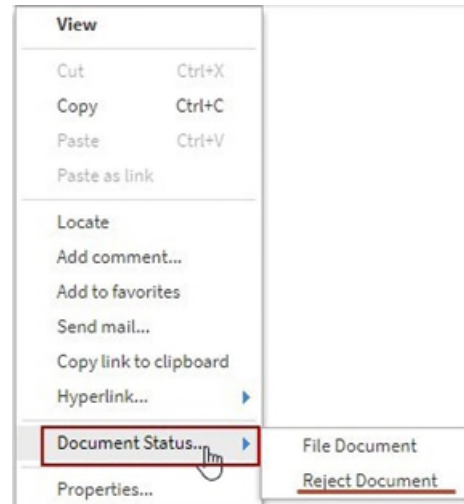 View
Cut Ctrl+X
Copy Ctrl+C
Paste Ctrl+V
Paste as link
Locate
Add comment...
Add to favorites
Send mail...
Copy link to clipboard
Hyperlink...
Document Status...
File Document
Reject Document
Properties...